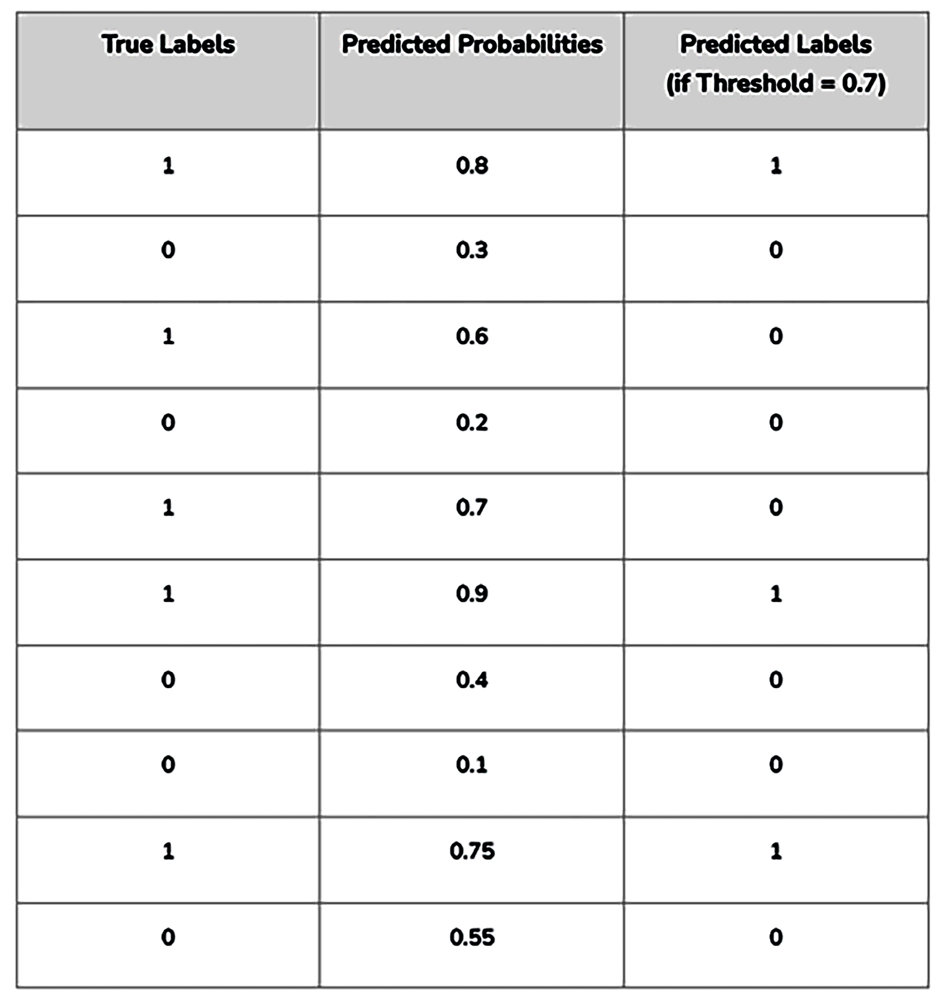 True Labels Predicted Probabilities Predicted Labels
(if Threshold = 0.7)
1 0.8 1
0 0.3 0
1 0.6 0
0 0.2 0
1 0.7 0
1 0.9 1
0 0.4 0
0 0.1 0
1 0.75 1
0 0.55 0